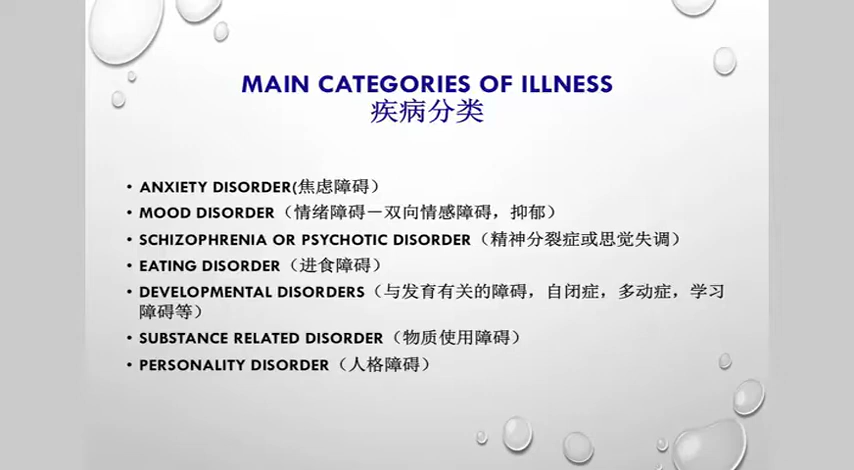 MAIN CATEGORIES OF ILLNESS
疾病分类
• ANXIETY DISORDER(焦虑障碍）
• MOOD DISORDER（情绪障碍－双向情感障碍，抑郁）
• SCHIZOPHRENIA OR PSYCHOTIC DISORDER（精神分裂症或思觉失调）
• EATING DISORDER（进食障碍）
• DEVELOPMENTAL DISORDERS（与发育有关的障碍，自闭症，多动症，学习
障碍等）
• SUBSTANCE RELATED DISORDER（物质使用障碍）
• PERSONALITY DISORDER（人格障碍）